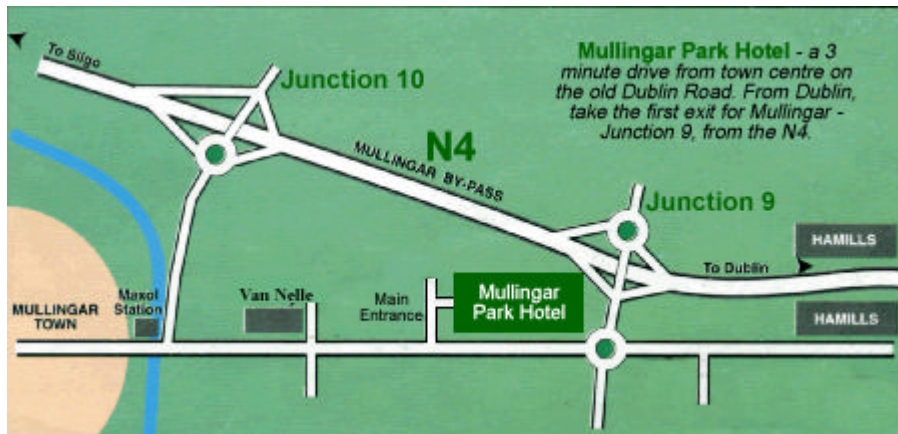 To Silgo
Junction 10
Mullingar Park Hotel - a 3
minute drive from town centre on
the old Dublin Road. From Dublin,
take the first exit for Mullingar -
Junction 9, from the N4.
N4
MULLINGAR BY-PASS
Junction 9
HAMILLS
To Dublin
MULLINGAR
TOWN
Maxol
Station
Van Nelle
Main
Entrance
Mullingar
Park Hotel
HAMILLS